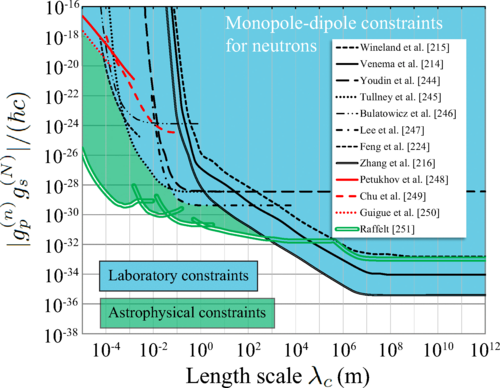 Monopole-dipole constraints
for neutrons
Wineland et al. [215]
Venema et al. [214]
Youdin et al. [244]
Tullney et al. [245]
Bulatowicz et al. [246]
Lee et al. [247]
Feng et al. [224]
Zhang et al. [216]
Petukhov et al. [248]
Chu et al. [249]
Guigue et al. [250]
Raffelt [251]
Laboratory constraints
Astrophysical constraints
|g_p^(n) g_s^(N)|/(ℏc)
10^-16
10^-18
10^-20
10^-22
10^-24
10^-26
10^-28
10^-30
10^-32
10^-34
10^-36
10^-38
10^-4
10^-2
10^0
10^2
10^4
10^6
10^8
10^10
10^12
Length scale λ_c (m)